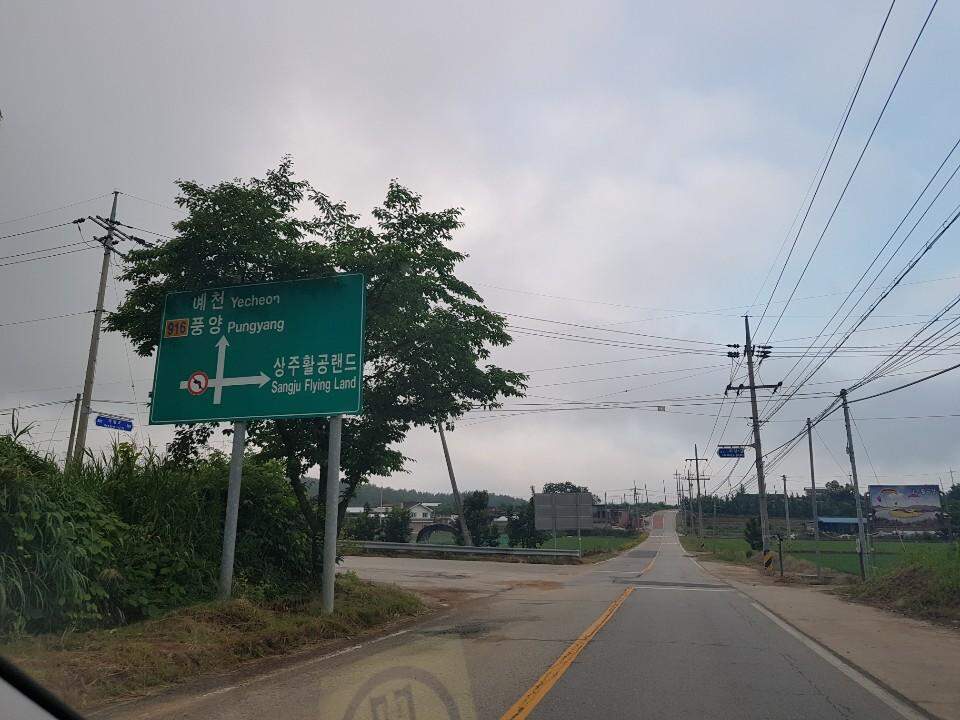 예천 Yecheon
916 풍양 Pungyang
상주활공랜드
Sangju Flying Land